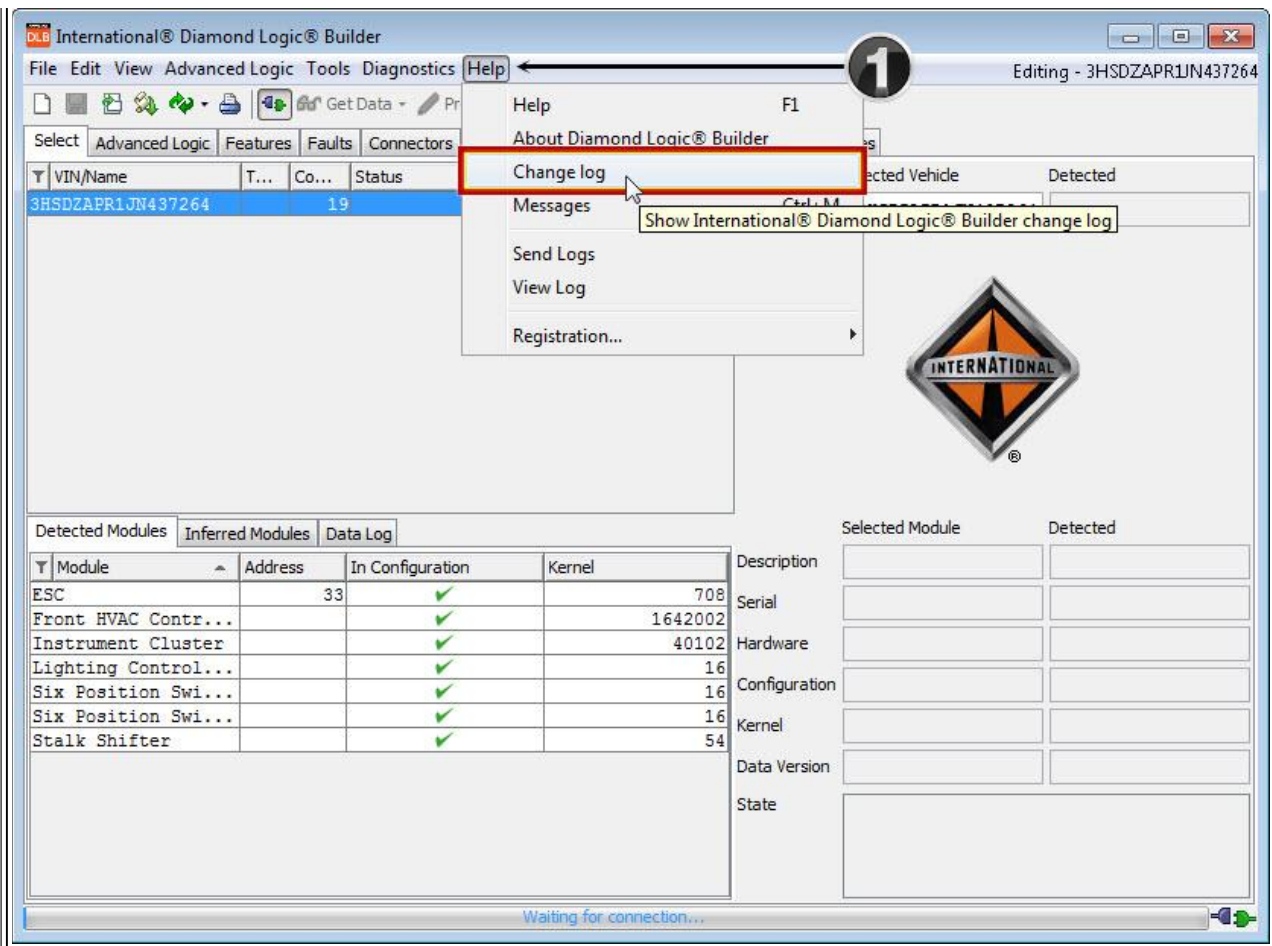 DLB International® Diamond Logic® Builder
File Edit View Advanced Logic Tools Diagnostics Help
1
Editing - 3HSDZAPR1JN437264
Get Data
Pr
Select Advanced Logic Features Faults Connectors
Help F1
About Diamond Logic® Builder
Change log
Messages
Show International® Diamond Logic® Builder change log
Send Logs
View Log
Registration...
VIN/Name T... Co... Status
3HSDZAPR1JN437264 19
ected Vehicle Detected
INTERNATIONAL
®
Detected Modules Inferred Modules Data Log
Module Address In Configuration Kernel
ESC 33 708
Front HVAC Contr... 1642002
Instrument Cluster 40102
Lighting Control... 16
Six Position Swi... 16
Six Position Swi... 16
Stalk Shifter 54
Selected Module Detected
Description
Serial
Hardware
Configuration
Kernel
Data Version
State
Waiting for connection...